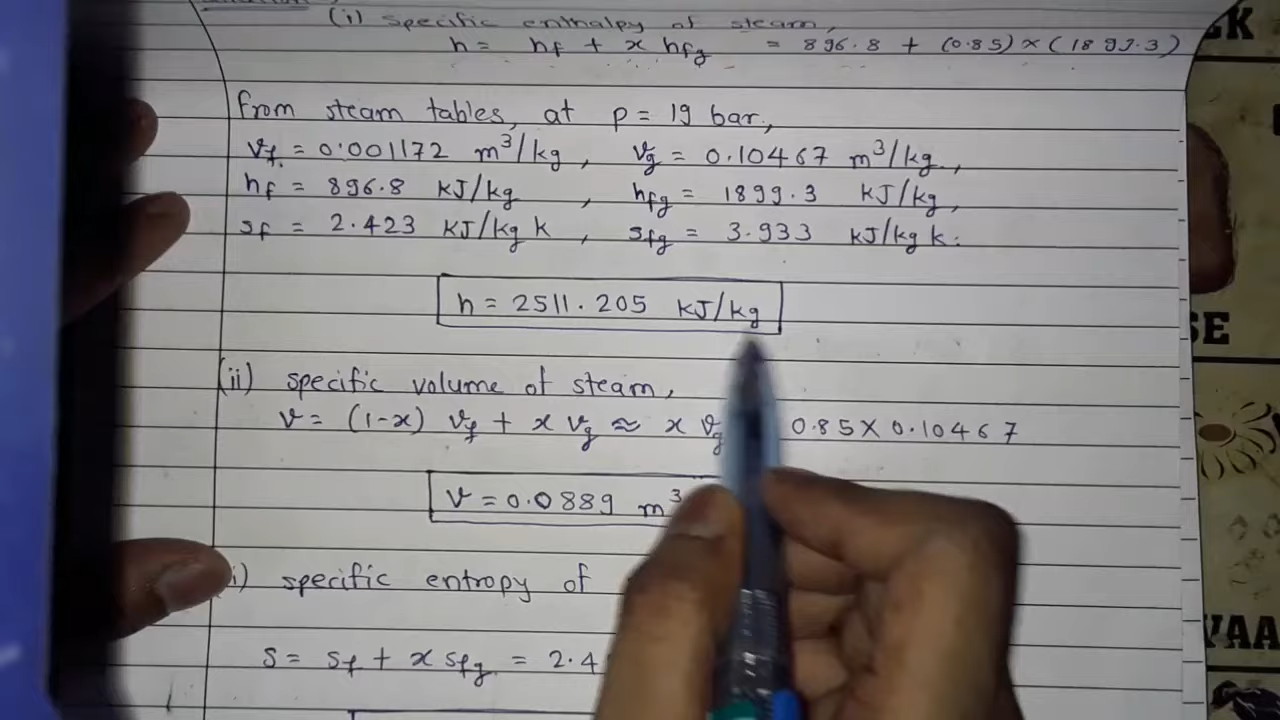 (i) specific enthalpy of steam,
h = hf + x hfg = 896.8 + (0.85) × (1899.3)
from steam tables, at p = 19 bar,
vf = 0.001172 m³/kg, vg = 0.10467 m³/kg,
hf = 896.8 KJ/kg, hfg = 1899.3 KJ/kg,
sf = 2.423 KJ/kg k, sfg = 3.933 KJ/kg k.
h = 2511.205 KJ/kg
(ii) specific volume of steam,
v = (1-x) vf + x vg ≈ x vg 0.85 × 0.10467
v = 0.0889 m³
i) specific entropy of
s = sf + x sfg = 2.4
SE
VAA